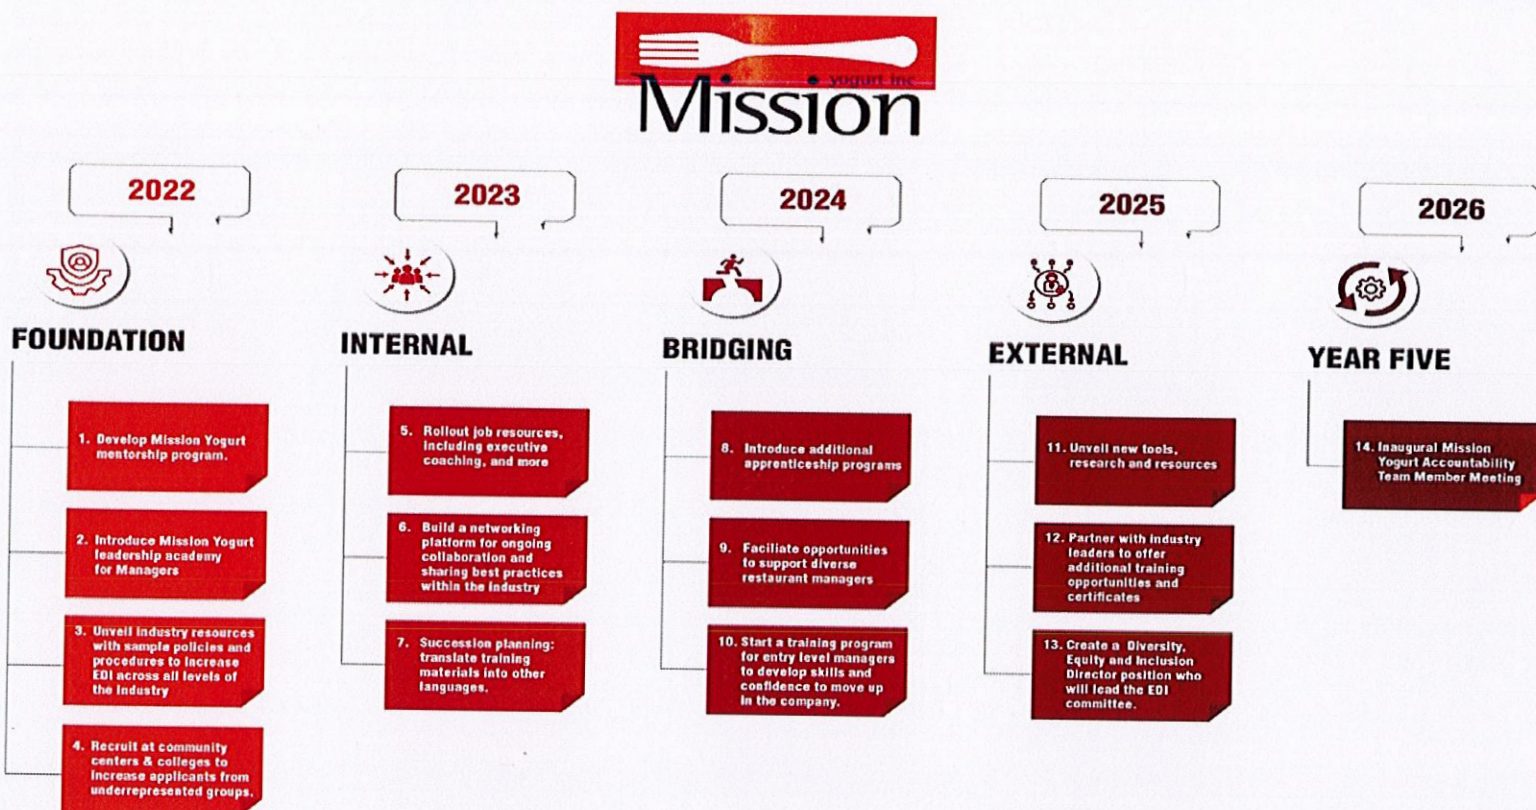 yogurt inc
Mission
2022
2023
2024
2025
2026
FOUNDATION
INTERNAL
BRIDGING
EXTERNAL
YEAR FIVE
1. Develop Mission Yogurt
mentorship program.
2. Introduce Mission Yogurt
leadership academy
for Managers
3. Unveil industry resources
with sample policies and
procedures to increase
EDI across all levels of
the industry
4. Recruit at community
centers & colleges to
increase applicants from
underrepresented groups.
5. Rollout job resources,
including executive
coaching, and more
6. Build a networking
platform for ongoing
collaboration and
sharing best practices
within the industry
7. Succession planning:
translate training
materials into other
languages.
8. Introduce additional
apprenticeship programs
9. Faciliate opportunities
to support diverse
restaurant managers
10. Start a training program
for entry level managers
to develop skills and
confidence to move up
in the company.
11. Unveil new tools,
research and resources
12. Partner with industry
leaders to offer
additional training
opportunities and
certificates
13. Create a Diversity,
Equity and Inclusion
Director position who
will lead the EDI
committee.
14. Inaugural Mission
Yogurt Accountability
Team Member Meeting